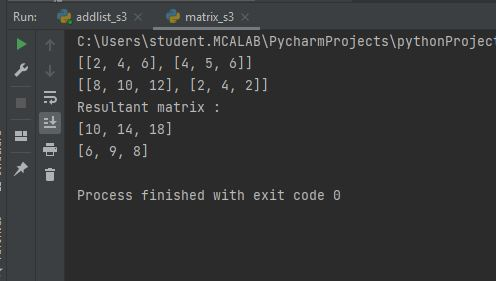 Run: addlist_s3 matrix_s3
C:\Users\student.MCALAB\PycharmProjects\pythonProject
[[2, 4, 6], [4, 5, 6]]
[[8, 10, 12], [2, 4, 2]]
Resultant matrix :
[10, 14, 18]
[6, 9, 8]
Process finished with exit code 0